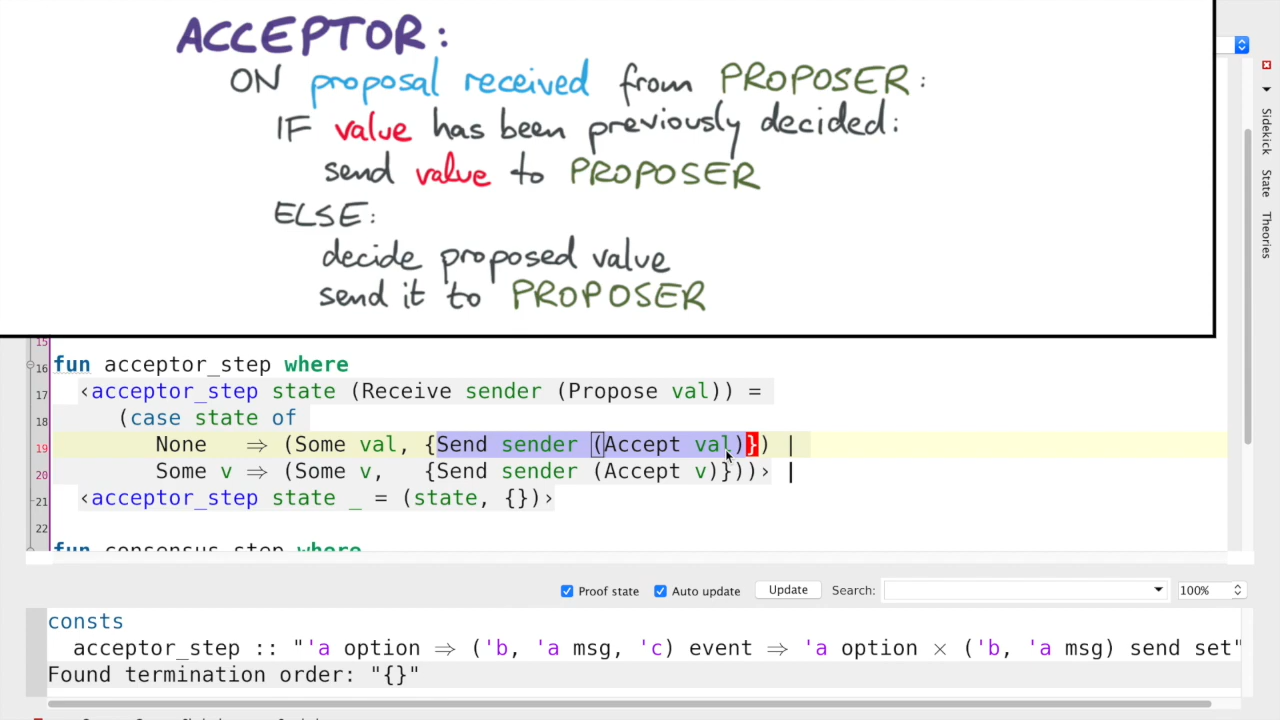 ACCEPTOR:
ON proposal received from PROPOSER:
IF value has been previously decided:
send value to PROPOSER
ELSE:
decide proposed value
send it to PROPOSER
15
16 fun acceptor_step where
17 ‹acceptor_step state (Receive sender (Propose val)) =
18 (case state of
19 None ⇒ (Some val, {Send sender (Accept val)}) |
20 Some v ⇒ (Some v, {Send sender (Accept v)}))› |
21 ‹acceptor_step state _ = (state, {})›
22
fun consensus_step where
Sidekick
State
Theories
Proof state Auto update Update Search: 100%
consts
acceptor_step :: "'a option ⇒ ('b, 'a msg, 'c) event ⇒ 'a option × ('b, 'a msg) send set"
Found termination order: "{}"